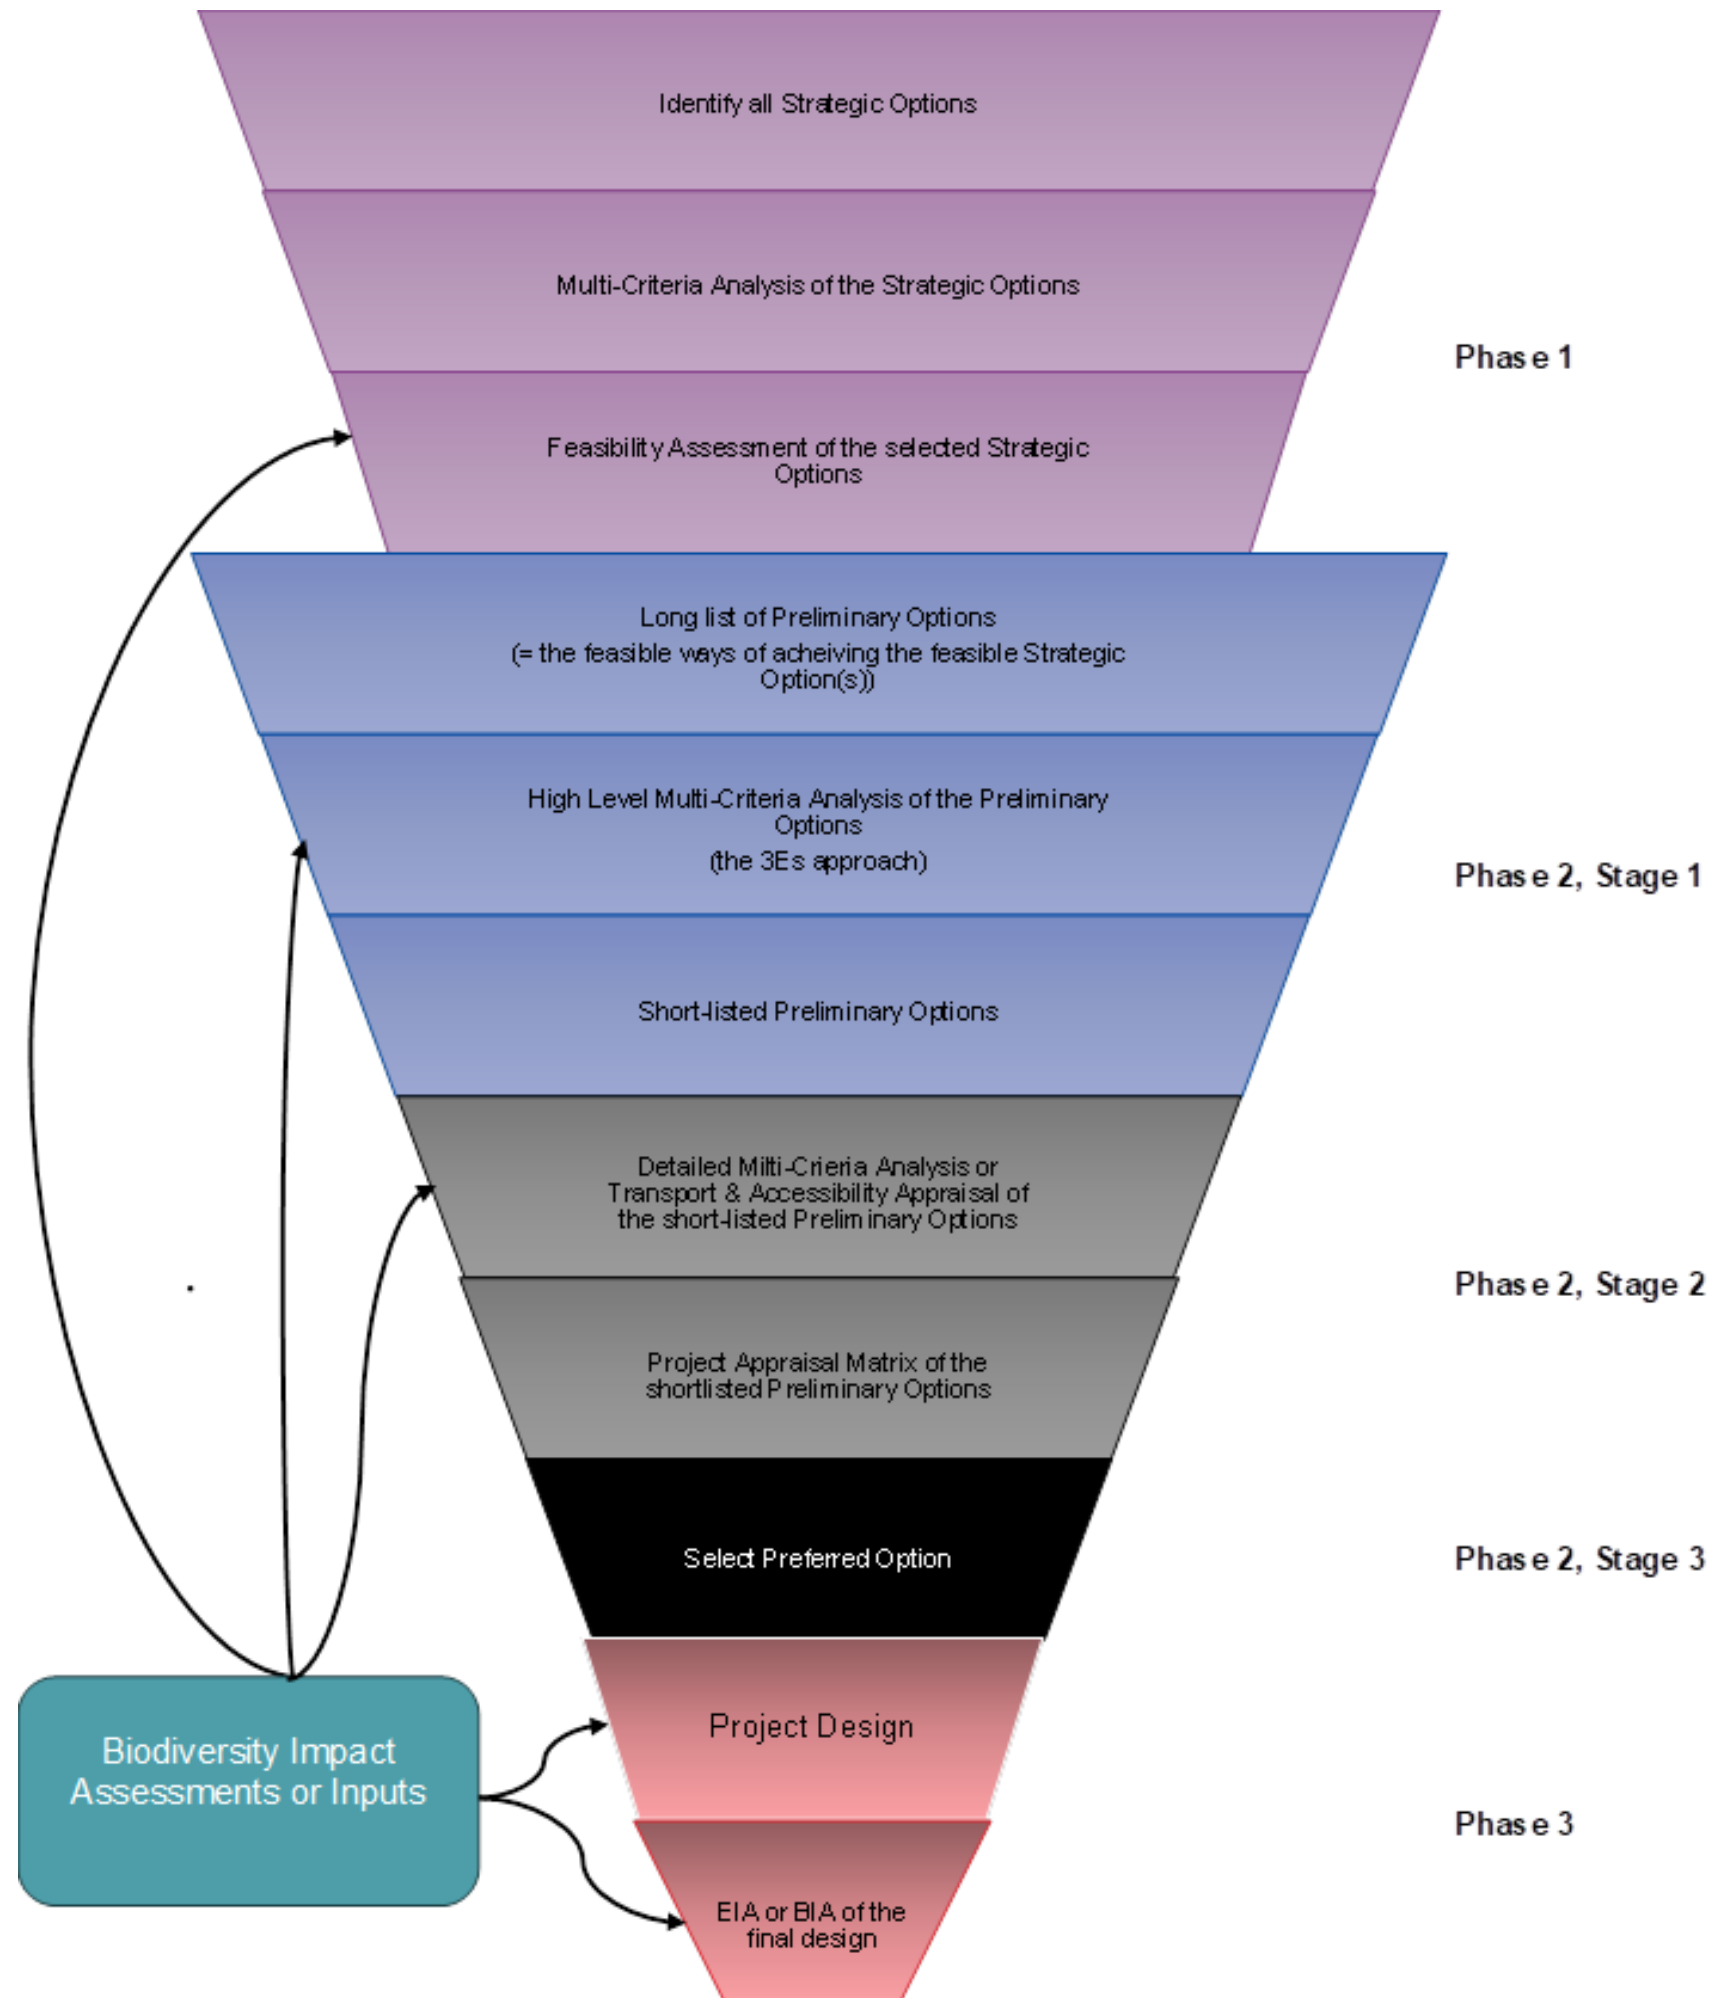 Identify all Strategic Options
Multi-Criteria Analysis of the Strategic Options
Phase 1
Feasibility Assessment of the selected Strategic
Options
Long list of Preliminary Options
(= the feasible ways of acheiving the feasible Strategic
Option(s))
High Level Multi-Criteria Analysis of the Preliminary
Options
(the 3Es approach)
Phase 2, Stage 1
Short-listed Preliminary Options
Detailed Milti-Crieria Analysis or
Transport & Accessibility Appraisal of
the short-listed Preliminary Options
Phase 2, Stage 2
Project Appraisal Matrix of the
shortlisted Preliminary Options
Select Preferred Option
Phase 2, Stage 3
Project Design
Biodiversity Impact
Assessments or Inputs
Phase 3
EIA or BIA of the
final design